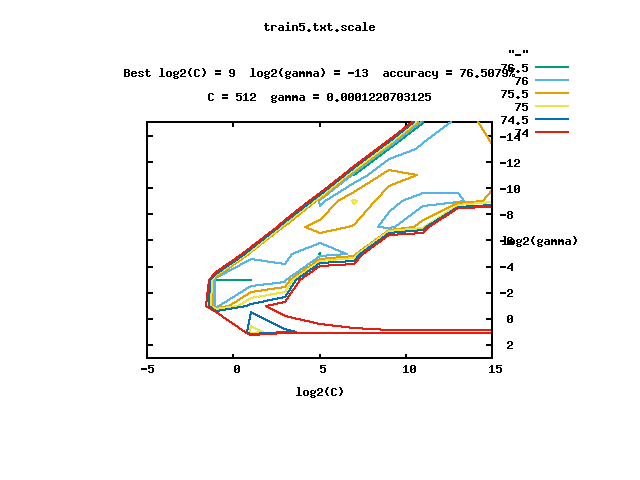 train5.txt.scale
"-"
Best log2(C) = 9  log2(gamma) = -13  accuracy = 76.5079%
76.5
76
75.5
75
74.5
74
C = 512  gamma = 0.0001220703125
-14
-12
-10
-8
-6
log2(gamma)
-4
-2
0
2
-5 0 5 10 15
log2(C)